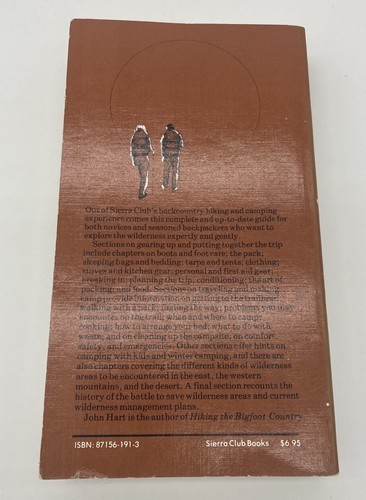 Out of Sierra Club's backcountry hiking and camping
experience comes this complete and up-to-date guide for
both novices and seasoned backpackers who want to
explore the wilderness expertly and gently.
Sections on gearing up and putting together the trip
include chapters on boots and foot care; the pack;
sleeping bags and bedding; tarps and tents; clothing;
stoves and kitchen gear; personal and first aid gear;
breaking in; planning the trip, conditioning; the art of
packing; and food. Sections on travelling and making
camp provide information on getting to the trailhead;
walking with a pack; finding the way; problems you may
encounter on the trail; when and where to camp;
cooking; how to arrange your bed; what to do with
waste; and on cleaning up the campsite, on comfort,
safety, and emergencies. Other sections offer hints on
camping with kids and winter camping, and there are
also chapters covering the different kinds of wilderness
areas to be encountered in the east, the western
mountains, and the desert. A final section recounts the
history of the battle to save wilderness areas and current
wilderness management plans.
John Hart is the author of Hiking the Bigfoot Country.
ISBN: 87156-191-3 Sierra Club Books $6.95